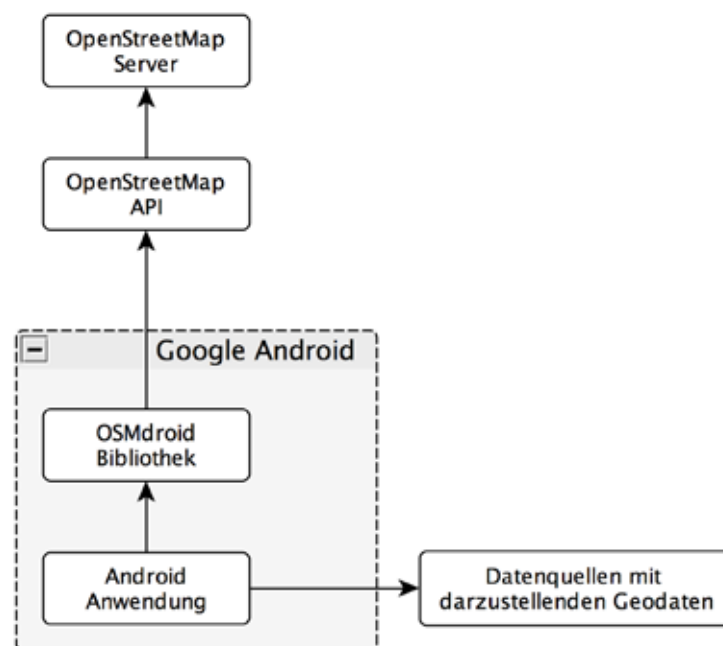 OpenStreetMap
Server
OpenStreetMap
API
Google Android
OSMdroid
Bibliothek
Android
Anwendung
Datenquellen mit
darzustellenden Geodaten